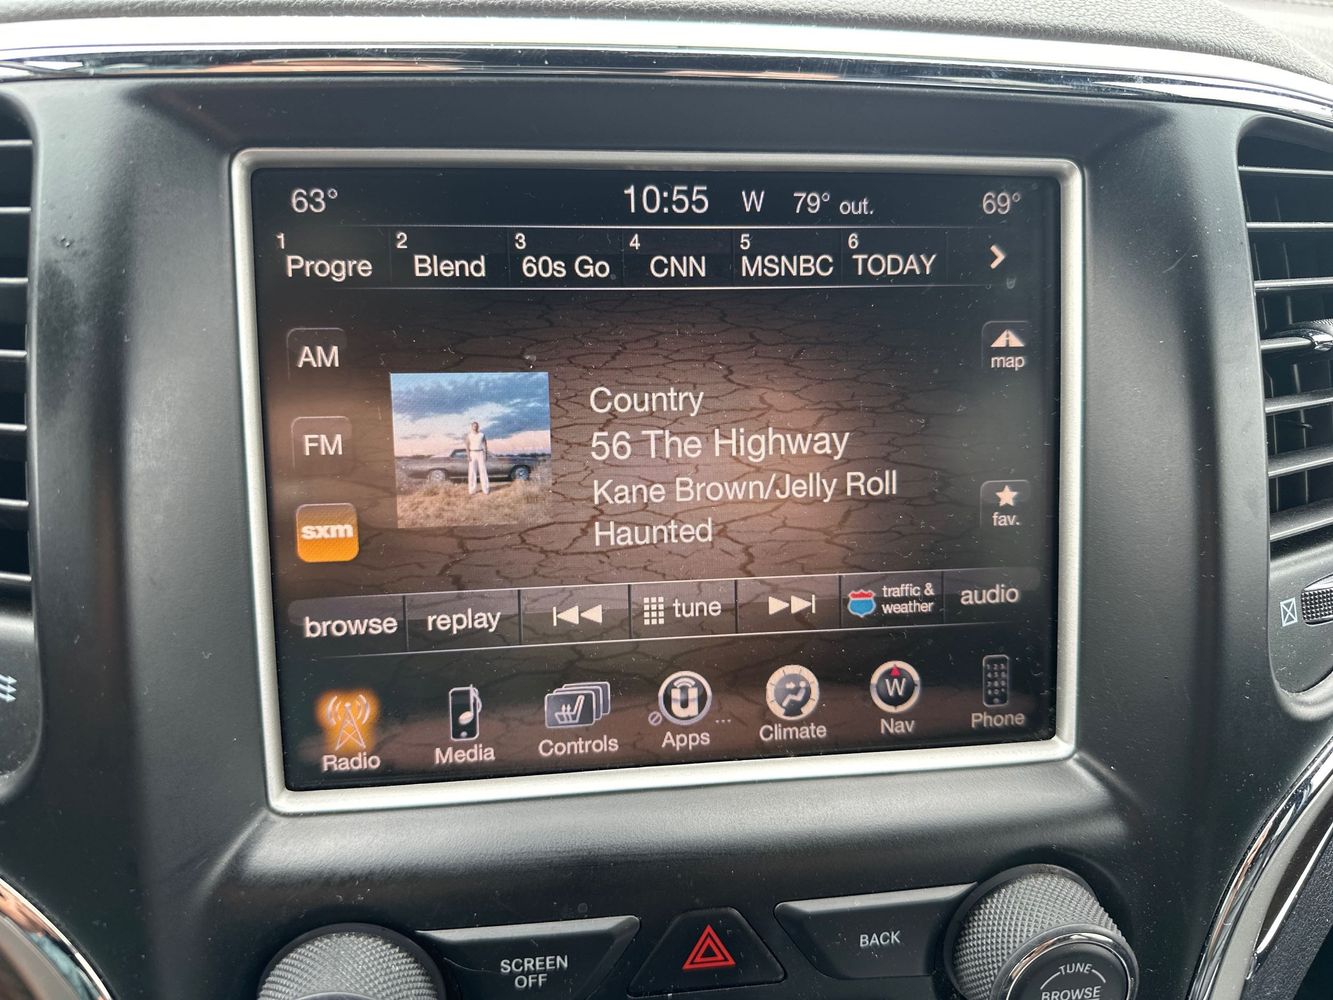 63° 10:55 W 79° out. 69°
1 Progre 2 Blend 3 60s Go 4 CNN 5 MSNBC 6 TODAY
AM
map
Country
56 The Highway
FM
Kane Brown/Jelly Roll
fav.
sxm
Haunted
browse replay tune traffic & weather audio
W
Radio Media Controls Apps Climate Nav Phone
SCREEN OFF
BACK
TUNE
BROWSE